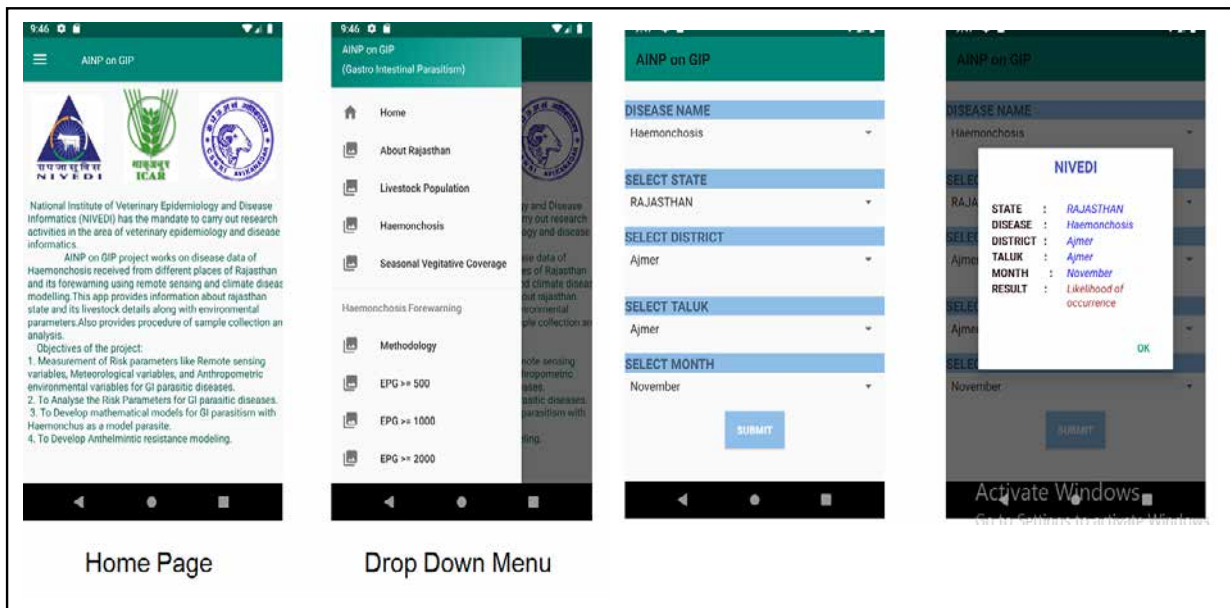 9:46
AINP on GIP
रा प जा सू वि स
NIVEDI
ICAR
National Institute of Veterinary Epidemiology and Disease
Informatics (NIVEDI) has the mandate to carry out research
activities in the area of veterinary epidemiology and disease
informatics.
AINP on GIP project works on disease data of
Haemonchosis received from different places of Rajasthan
and its forewarning using remote sensing and climate diseas
modelling.This app provides information about rajasthan
state and its livestock details along with environmental
parameters.Also provides procedure of sample collection an
analysis.
Objectives of the project:
1. Measurement of Risk parameters like Remote sensing
variables, Meteorological variables, and Anthropometric
environmental variables for GI parasitic diseases.
2. To Analyse the Risk Parameters for GI parasitic diseases.
3. To Develop mathematical models for GI parasitism with
Haemonchus as a model parasite.
4. To Develop Anthelmintic resistance modeling.
Home Page
9:46
AINP on GIP
(Gastro Intestinal Parasitism)
Home
About Rajasthan
Livestock Population
Haemonchosis
Seasonal Vegitative Coverage
Haemonchosis Forewarning
Methodology
EPG >= 500
EPG >= 1000
EPG >= 2000
Drop Down Menu
AINP on GIP
DISEASE NAME
Haemonchosis
SELECT STATE
RAJASTHAN
SELECT DISTRICT
Ajmer
SELECT TALUK
Ajmer
SELECT MONTH
November
SUBMIT
AINP on GIP
DISEASE NAME
Haemonchosis
NIVEDI
STATE : RAJASTHAN
DISEASE : Haemonchosis
DISTRICT : Ajmer
TALUK : Ajmer
MONTH : November
RESULT : Likelihood of
occurrence
OK
November
SUBMIT
Activate Windows
Go to Settings to activate Windows